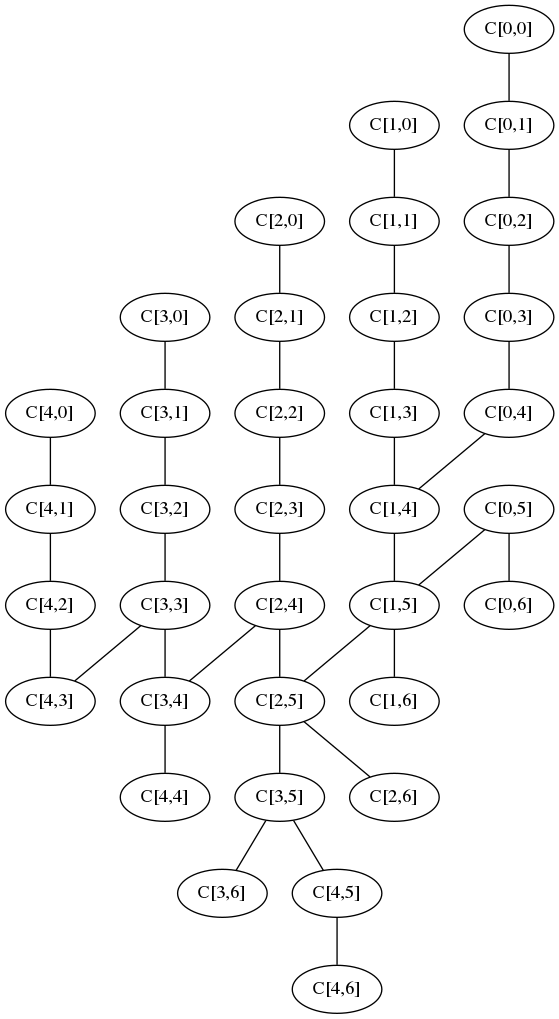 C[0,0]
C[1,0] C[0,1]
C[2,0] C[1,1] C[0,2]
C[3,0] C[2,1] C[1,2] C[0,3]
C[4,0] C[3,1] C[2,2] C[1,3] C[0,4]
C[4,1] C[3,2] C[2,3] C[1,4] C[0,5]
C[4,2] C[3,3] C[2,4] C[1,5] C[0,6]
C[4,3] C[3,4] C[2,5] C[1,6]
C[4,4] C[3,5] C[2,6]
C[3,6] C[4,5]
C[4,6]